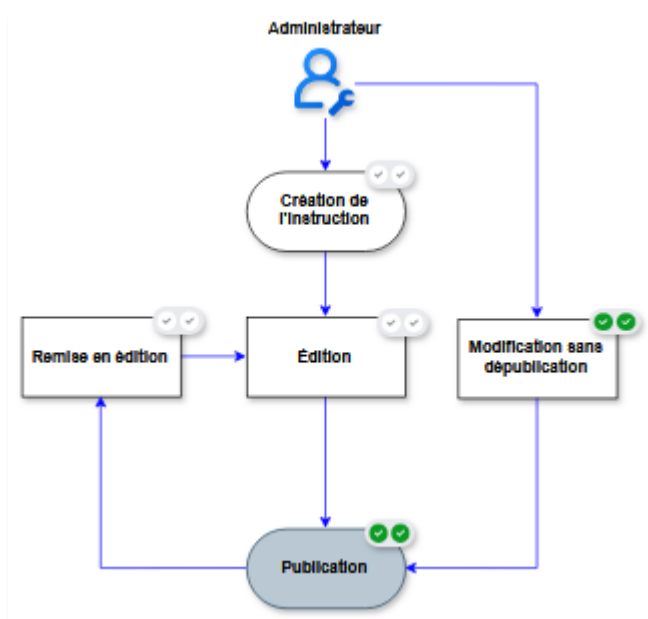 Administrateur
Création de
l'Instruction
Remise en édition
Édition
Modification sans
dépublication
Publication